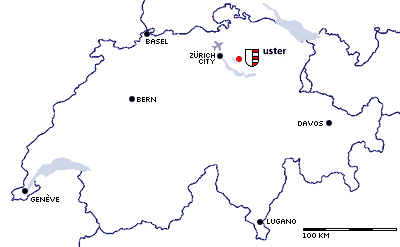 BASEL
uster
ZÜRICH
CITY
BERN
DAVOS
GENÈVE
LUGANO
100 KM